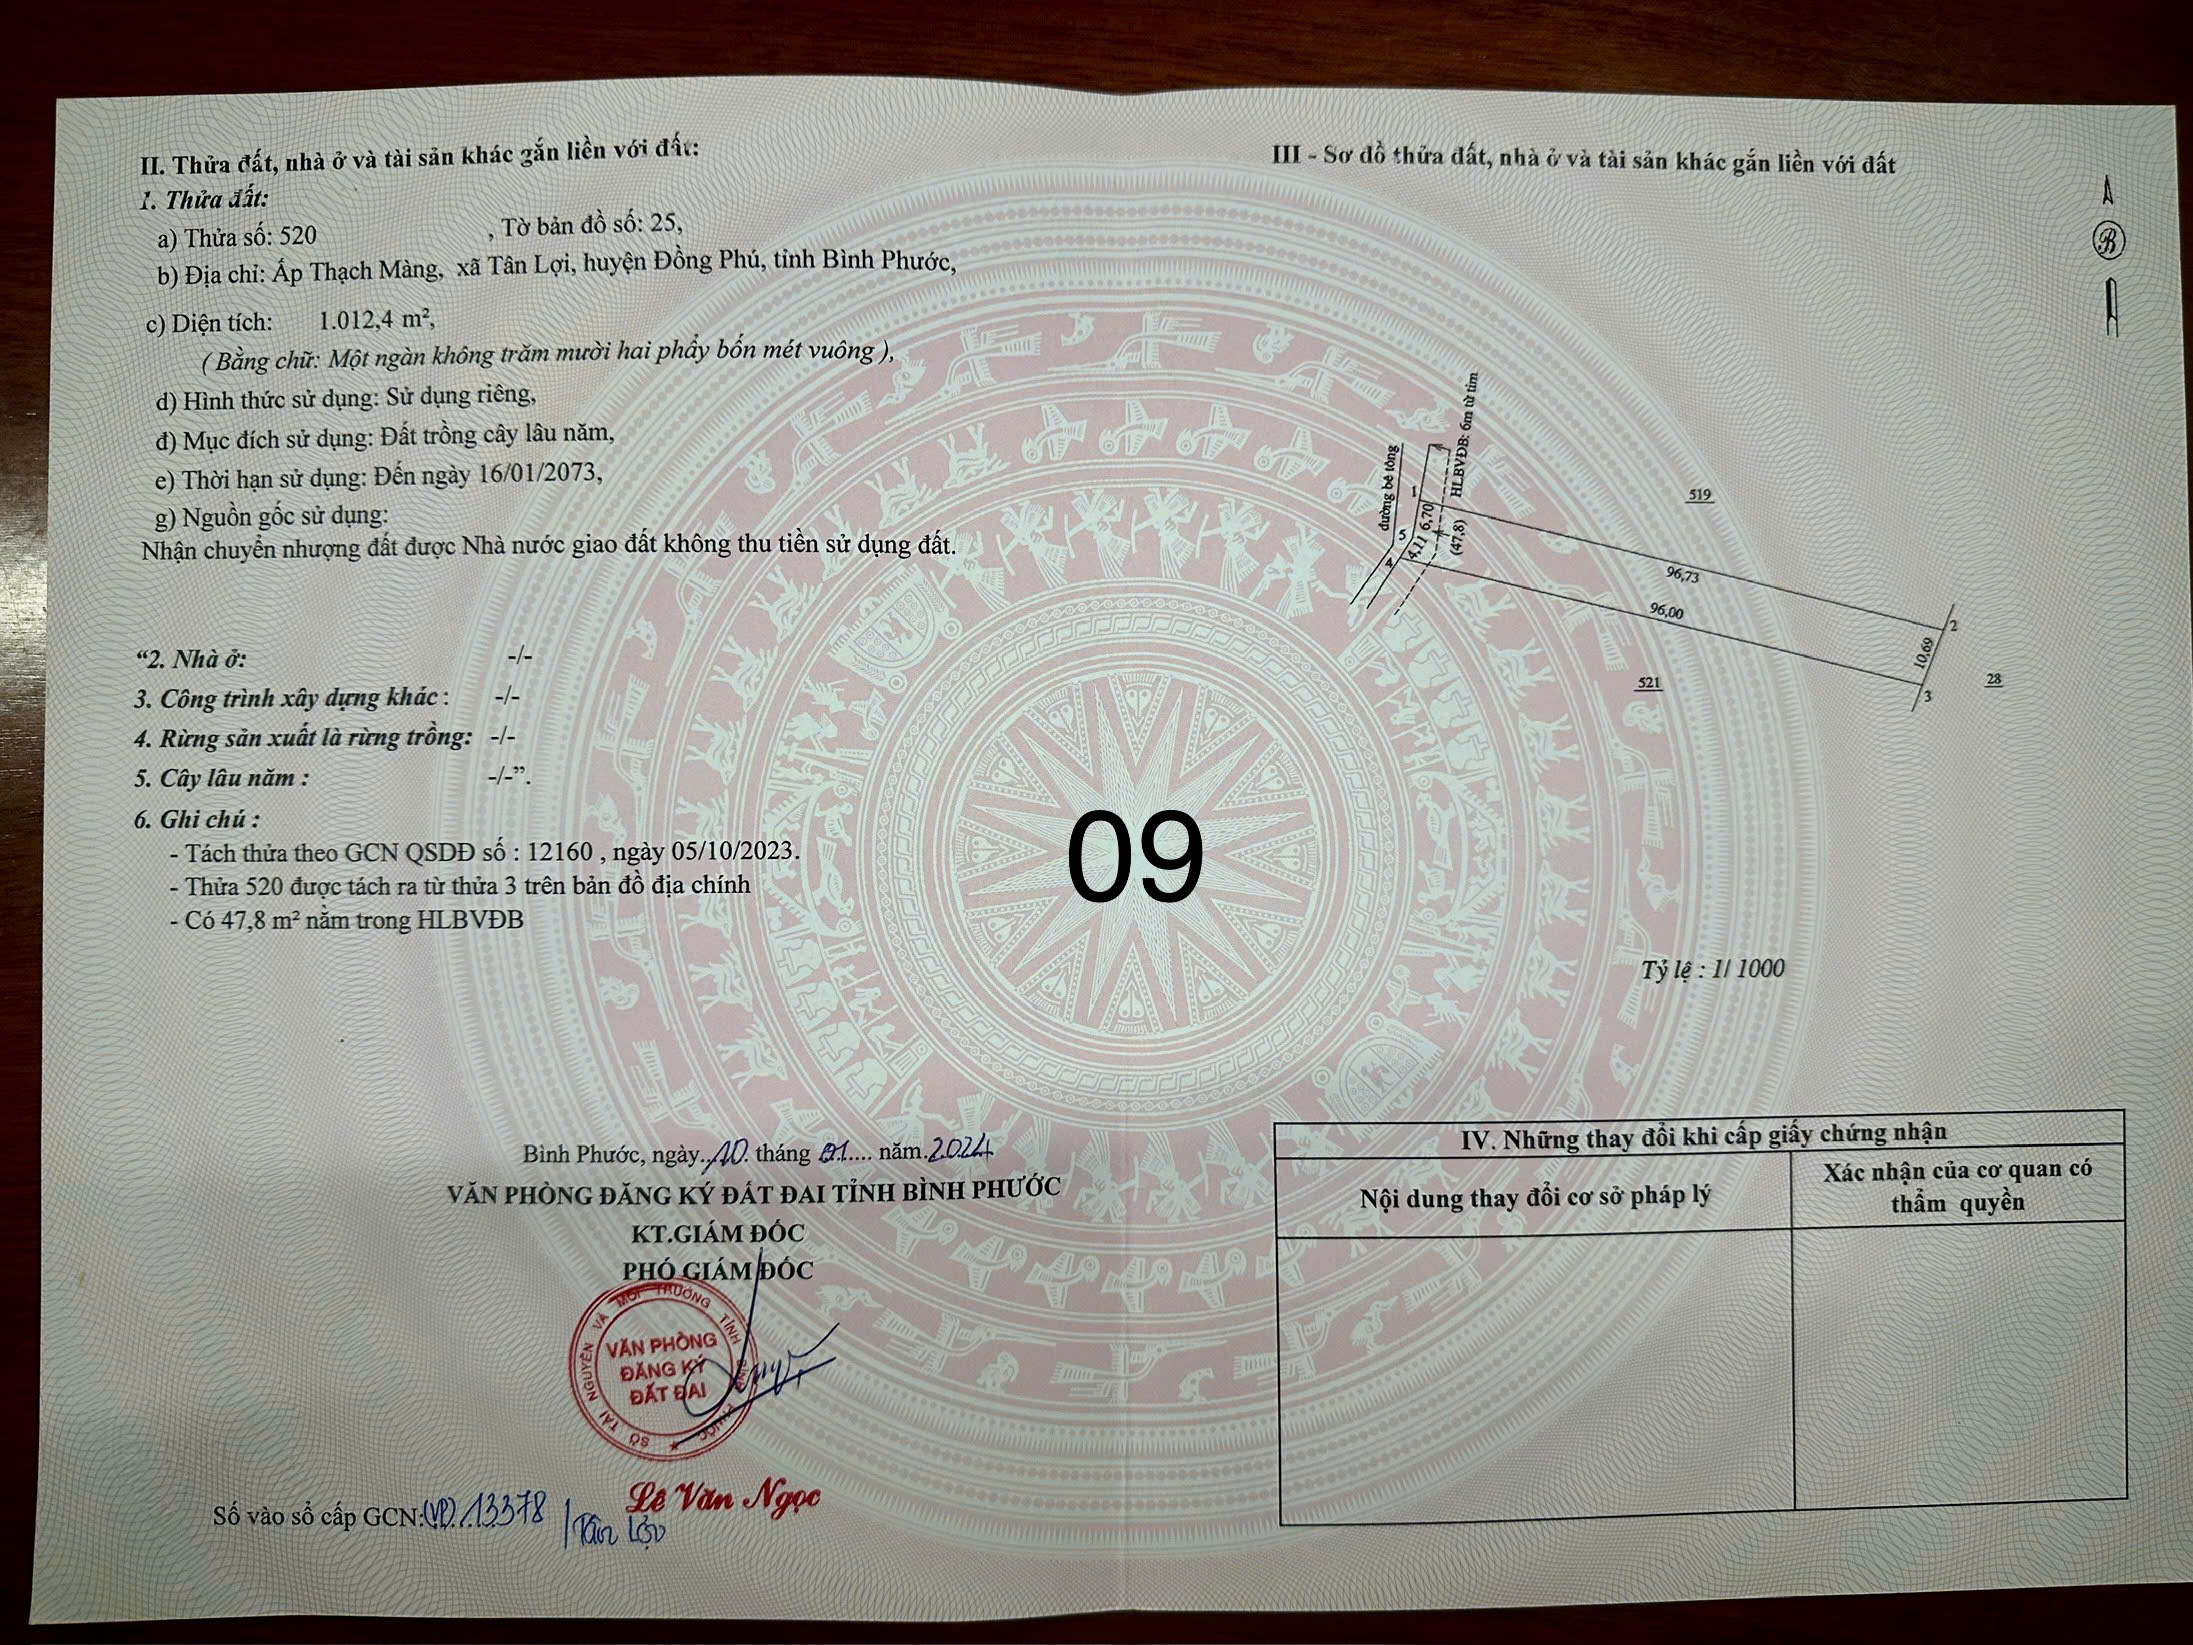 II. Thửa đất, nhà ở và tài sản khác gắn liền với đất:
1. Thửa đất:
a) Thửa số: 520 , Tờ bản đồ số: 25,
b) Địa chỉ: Ấp Thạch Màng, xã Tân Lợi, huyện Đồng Phú, tỉnh Bình Phước,
c) Diện tích: 1.012,4 m²,
( Bằng chữ: Một ngàn không trăm mười hai phẩy bốn mét vuông ),
d) Hình thức sử dụng: Sử dụng riêng,
đ) Mục đích sử dụng: Đất trồng cây lâu năm,
e) Thời hạn sử dụng: Đến ngày 16/01/2073,
g) Nguồn gốc sử dụng:
Nhận chuyển nhượng đất được Nhà nước giao đất không thu tiền sử dụng đất.
“2. Nhà ở: -/-
3. Công trình xây dựng khác : -/-
4. Rừng sản xuất là rừng trồng: -/-
5. Cây lâu năm : -/-”.
6. Ghi chú :
- Tách thửa theo GCN QSDĐ số : 12160 , ngày 05/10/2023.
- Thửa 520 được tách ra từ thửa 3 trên bản đồ địa chính
- Có 47,8 m² nằm trong HLBVĐB
Bình Phước, ngày 10 tháng 01 năm 2024
VĂN PHÒNG ĐĂNG KÝ ĐẤT ĐAI TỈNH BÌNH PHƯỚC
KT.GIÁM ĐỐC
PHÓ GIÁM ĐỐC
SỞ TÀI NGUYÊN VÀ MÔI TRƯỜNG TỈNH BÌNH PHƯỚC
VĂN PHÒNG
ĐĂNG KÝ
ĐẤT ĐAI
Lê Văn Ngọc
Số vào sổ cấp GCN: (VP). 13378 / Tân Lợi
09
III - Sơ đồ thửa đất, nhà ở và tài sản khác gắn liền với đất
B
đường bê tông
HLBVĐB: 6m từ tim
1
6,70
5
4,11
4
(47,8)
519
96,73
96,00
2
10,69
3
521
28
Tỷ lệ : 1/ 1000
IV. Những thay đổi khi cấp giấy chứng nhận
Nội dung thay đổi cơ sở pháp lý
Xác nhận của cơ quan có
thẩm quyền